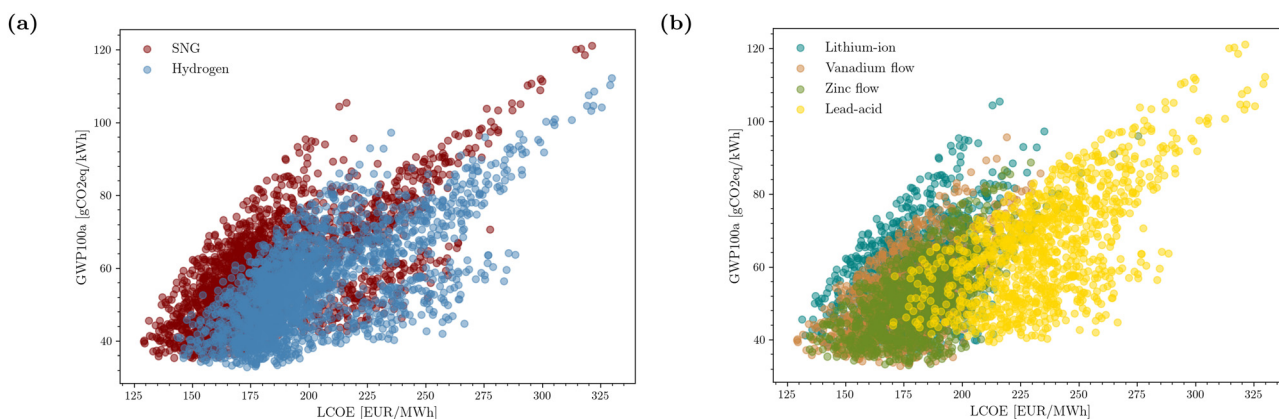 (a)
SNG
Hydrogen
GWP100a [gCO2eq/kWh]
120
100
80
60
40
125 150 175 200 225 250 275 300 325
LCOE [EUR/MWh]
(b)
Lithium-ion
Vanadium flow
Zinc flow
Lead-acid
GWP100a [gCO2eq/kWh]
120
100
80
60
40
125 150 175 200 225 250 275 300 325
LCOE [EUR/MWh]